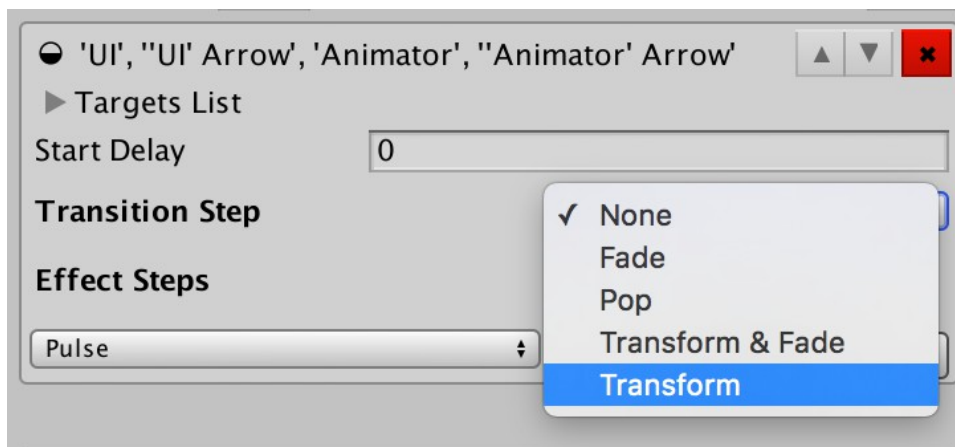 'UI', ''UI' Arrow', 'Animator', ''Animator' Arrow'
Targets List
Start Delay 0
Transition Step
✓ None
Fade
Pop
Transform & Fade
Transform
Effect Steps
Pulse